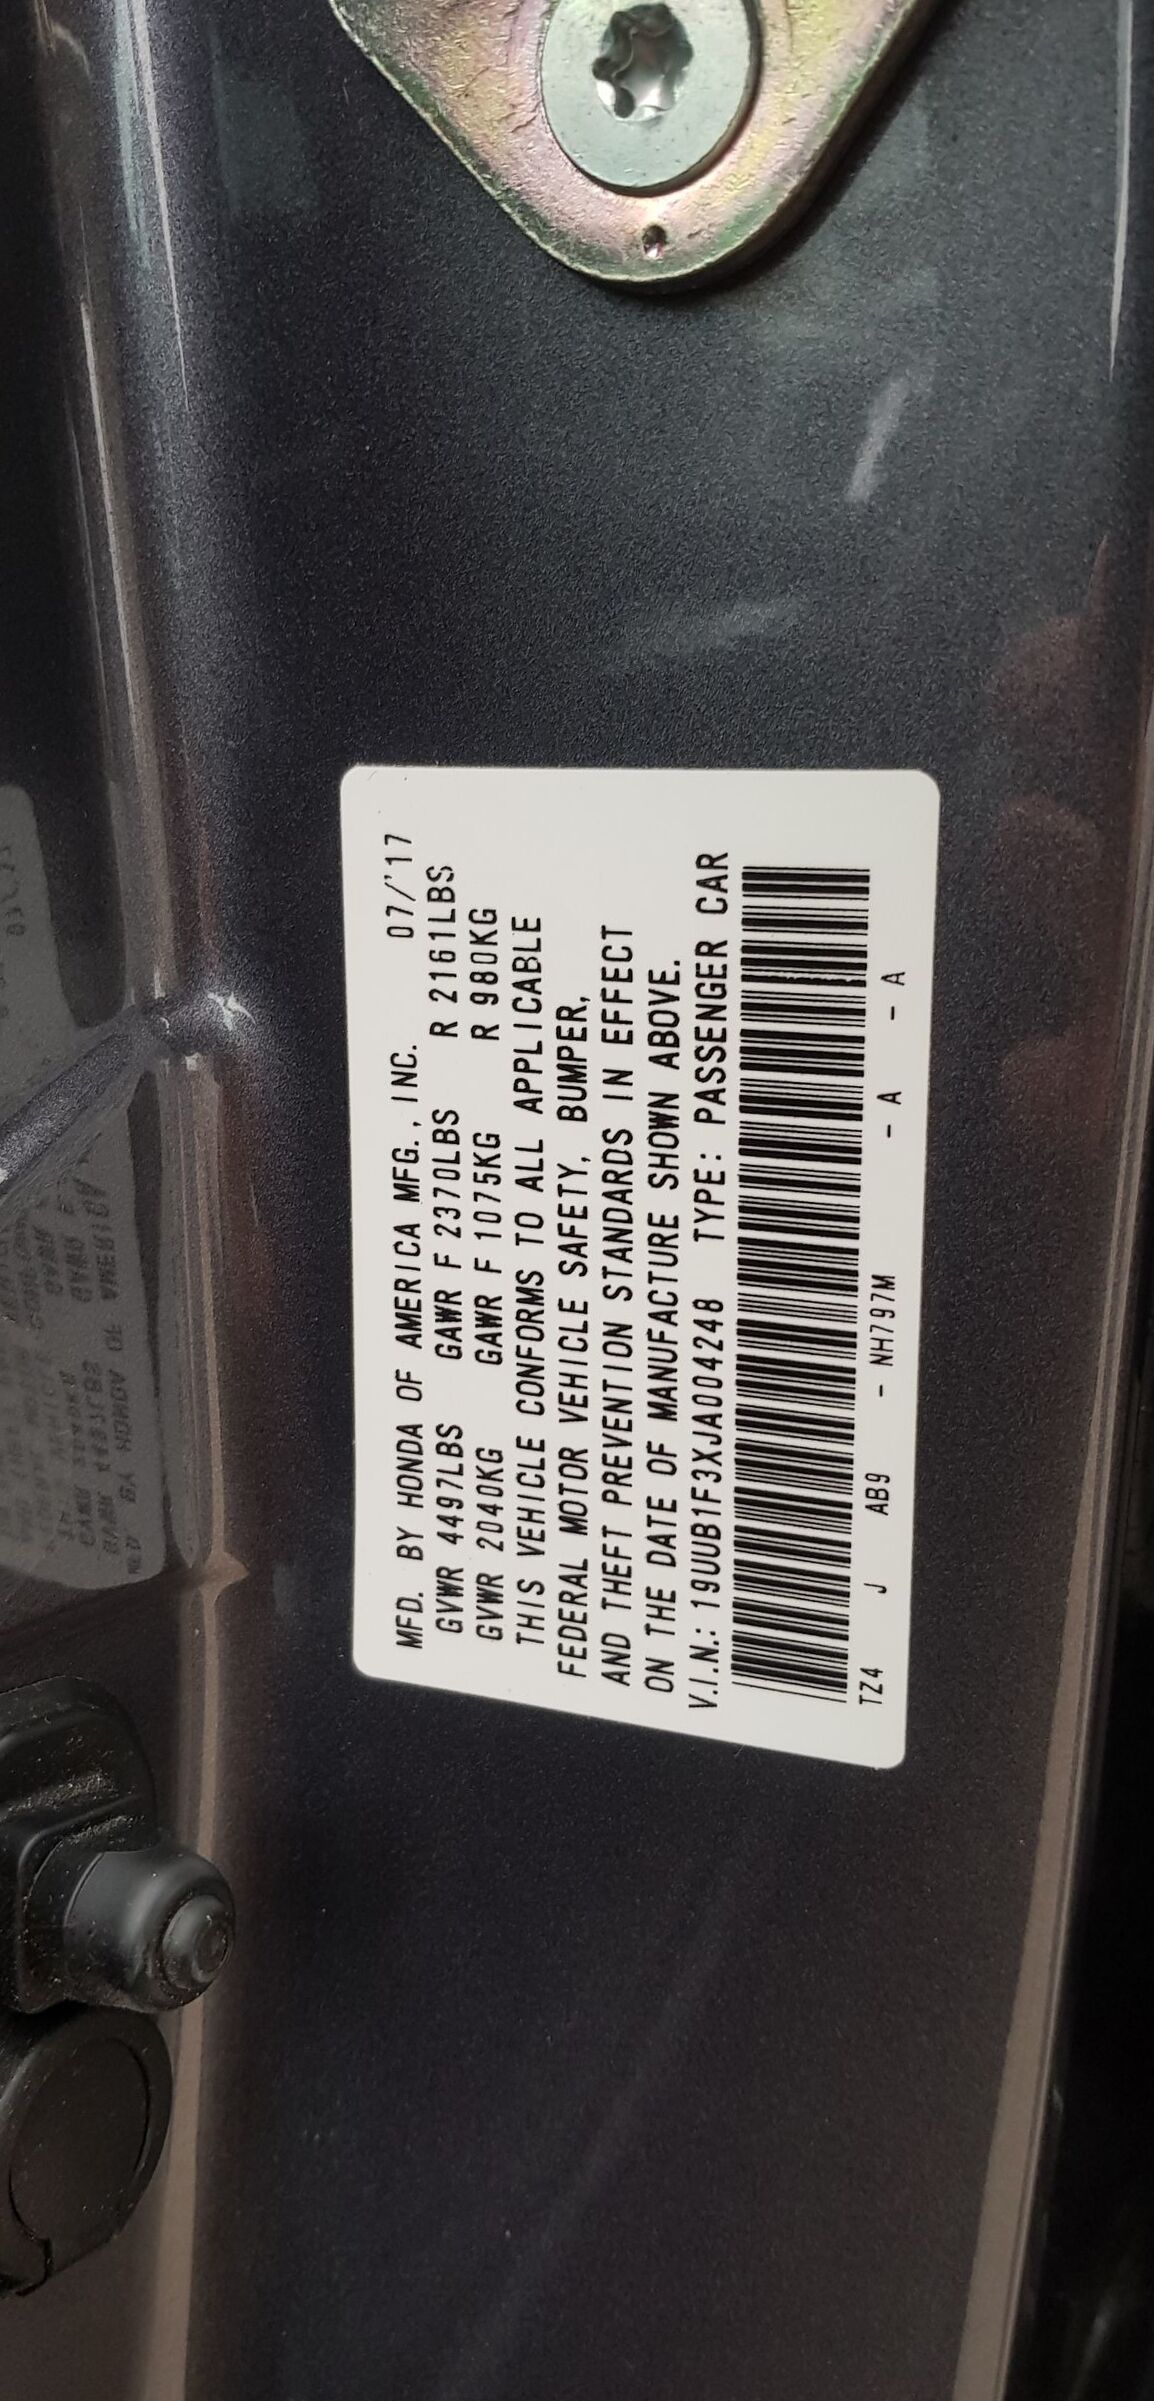 MFD. BY HONDA OF AMERICA MFG., INC. 07/'17
GVWR 4497LBS GAWR F 2370LBS R 2161LBS
GVWR 2040KG GAWR F 1075KG R 980KG
THIS VEHICLE CONFORMS TO ALL APPLICABLE
FEDERAL MOTOR VEHICLE SAFETY, BUMPER,
AND THEFT PREVENTION STANDARDS IN EFFECT
ON THE DATE OF MANUFACTURE SHOWN ABOVE.
V.I.N.: 19UUB1F3XJA004248 TYPE: PASSENGER CAR
TZ4 J AB9 - NH797M - A - A